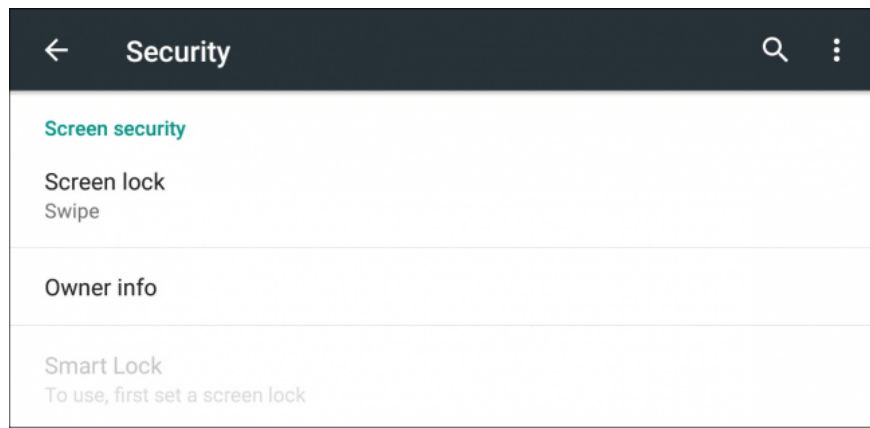 Security
Screen security
Screen lock
Swipe
Owner info
Smart Lock
To use, first set a screen lock